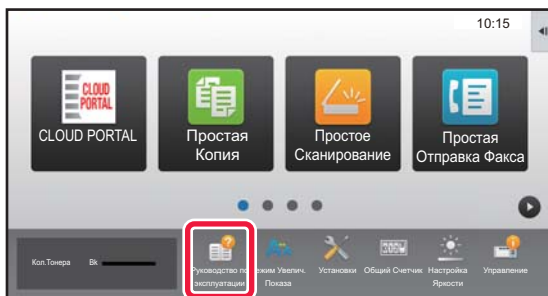 10:15
CLOUD
PORTAL
CLOUD PORTAL
Простая
Копия
Простое
Сканирование
Простая
Отправка Факса
Кол.Тонера Bk
Руководство по
эксплуатации
Режим Увелич.
Показа
Установки
Общий Счетчик
Настройка
Яркости
Управление